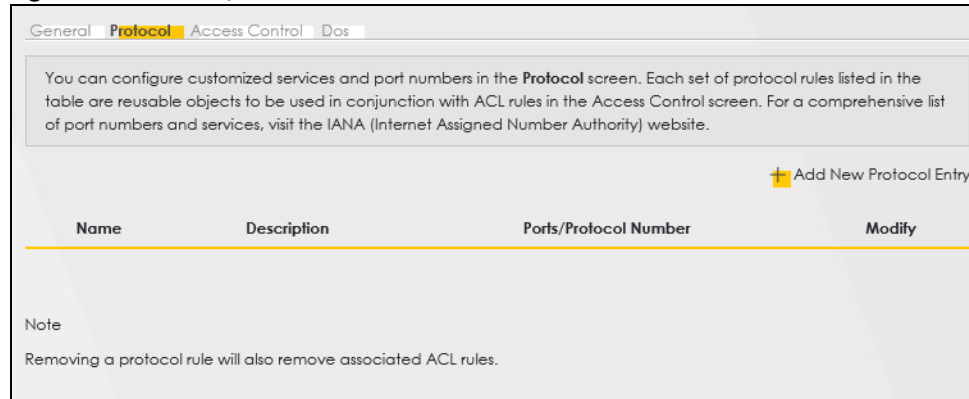 General Protocol Access Control Dos
You can configure customized services and port numbers in the Protocol screen. Each set of protocol rules listed in the
table are reusable objects to be used in conjunction with ACL rules in the Access Control screen. For a comprehensive list
of port numbers and services, visit the IANA (Internet Assigned Number Authority) website.
+ Add New Protocol Entry
Name Description Ports/Protocol Number Modify
Note
Removing a protocol rule will also remove associated ACL rules.